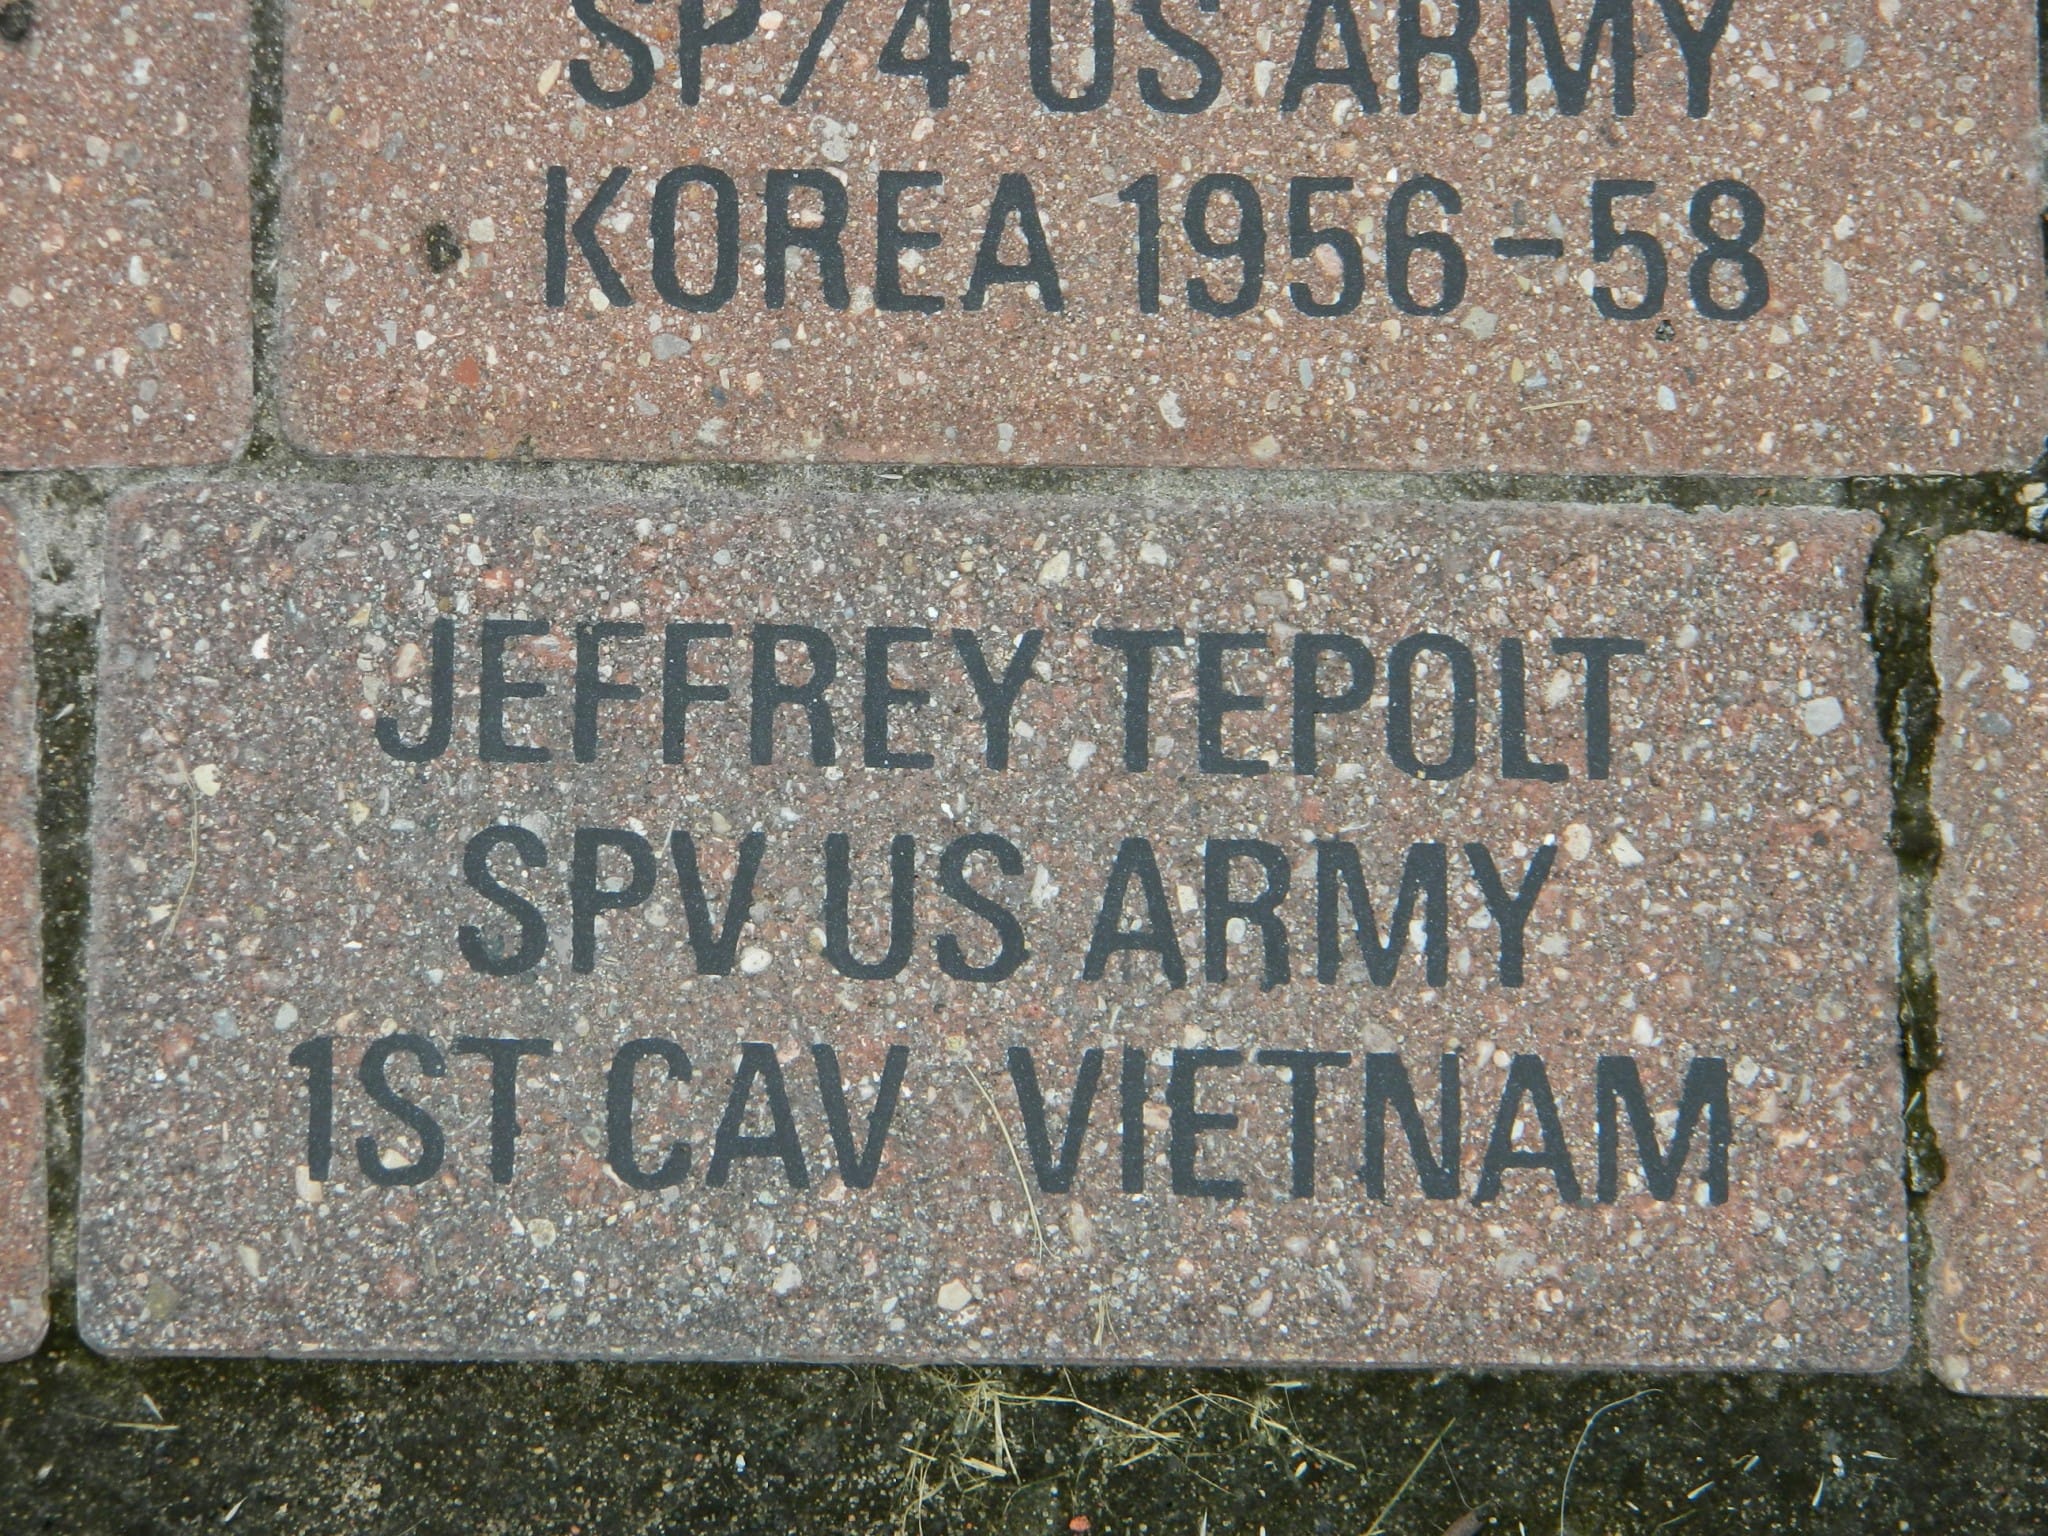 SP/4 US ARMY
KOREA 1956-58
JEFFREY TEPOLT
SPV US ARMY
1ST CAV VIETNAM